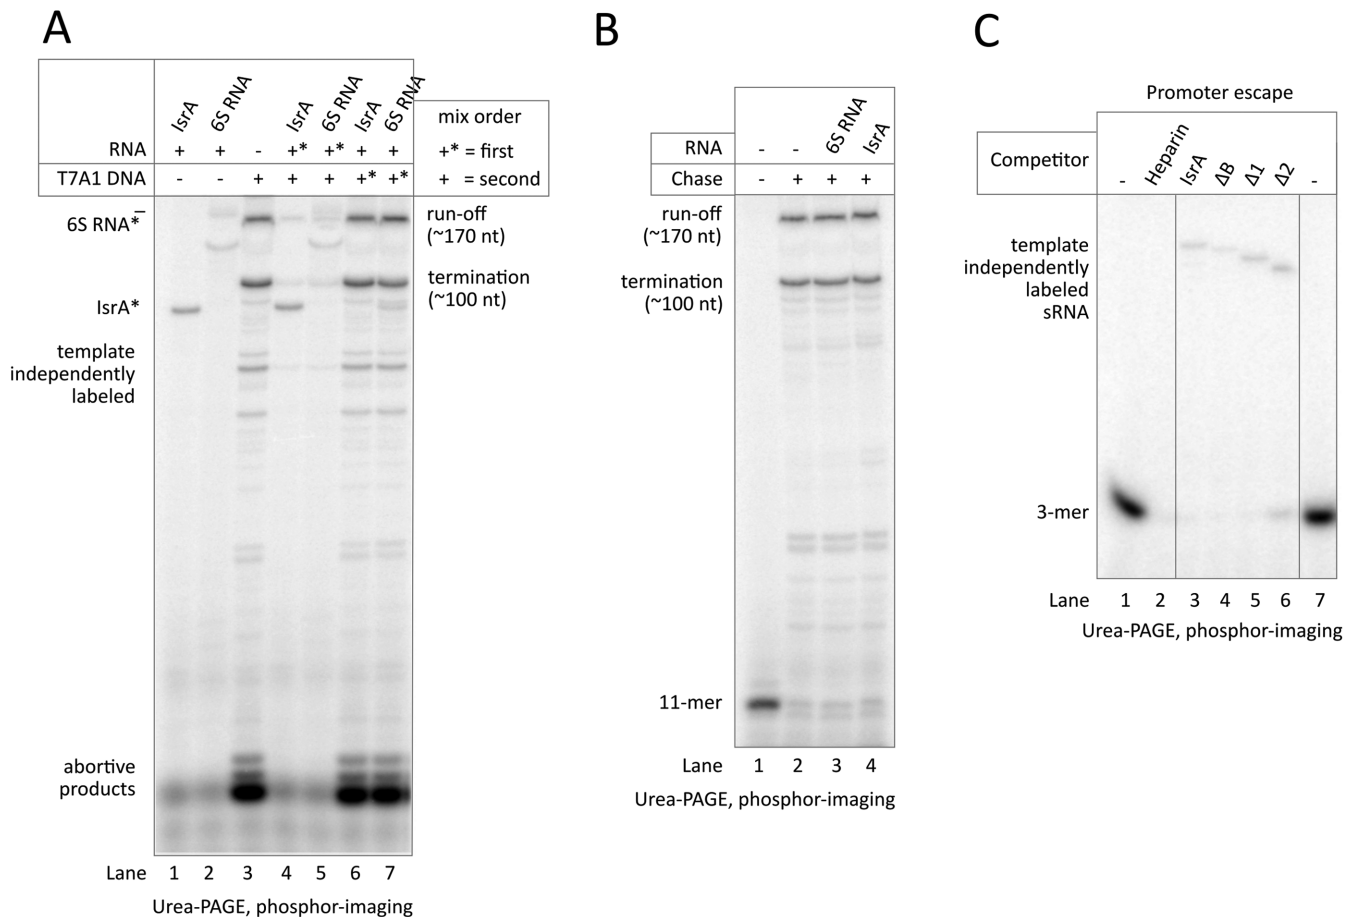 A
IsrA 6S RNA IsrA 6S RNA IsrA 6S RNA
mix order
RNA + + - +* +* + + +* = first
T7A1 DNA - - + + + +* +* + = second
6S RNA*
run-off
(~170 nt)
termination
(~100 nt)
IsrA*
template
independently
labeled
abortive
products
Lane 1 2 3 4 5 6 7
Urea-PAGE, phosphor-imaging
B
RNA - - 6S RNA IsrA
Chase - + + +
run-off
(~170 nt)
termination
(~100 nt)
11-mer
Lane 1 2 3 4
Urea-PAGE, phosphor-imaging
C
Promoter escape
Competitor - Heparin IsrA ΔB Δ1 Δ2 -
template
independently
labeled
sRNA
3-mer
Lane 1 2 3 4 5 6 7
Urea-PAGE, phosphor-imaging